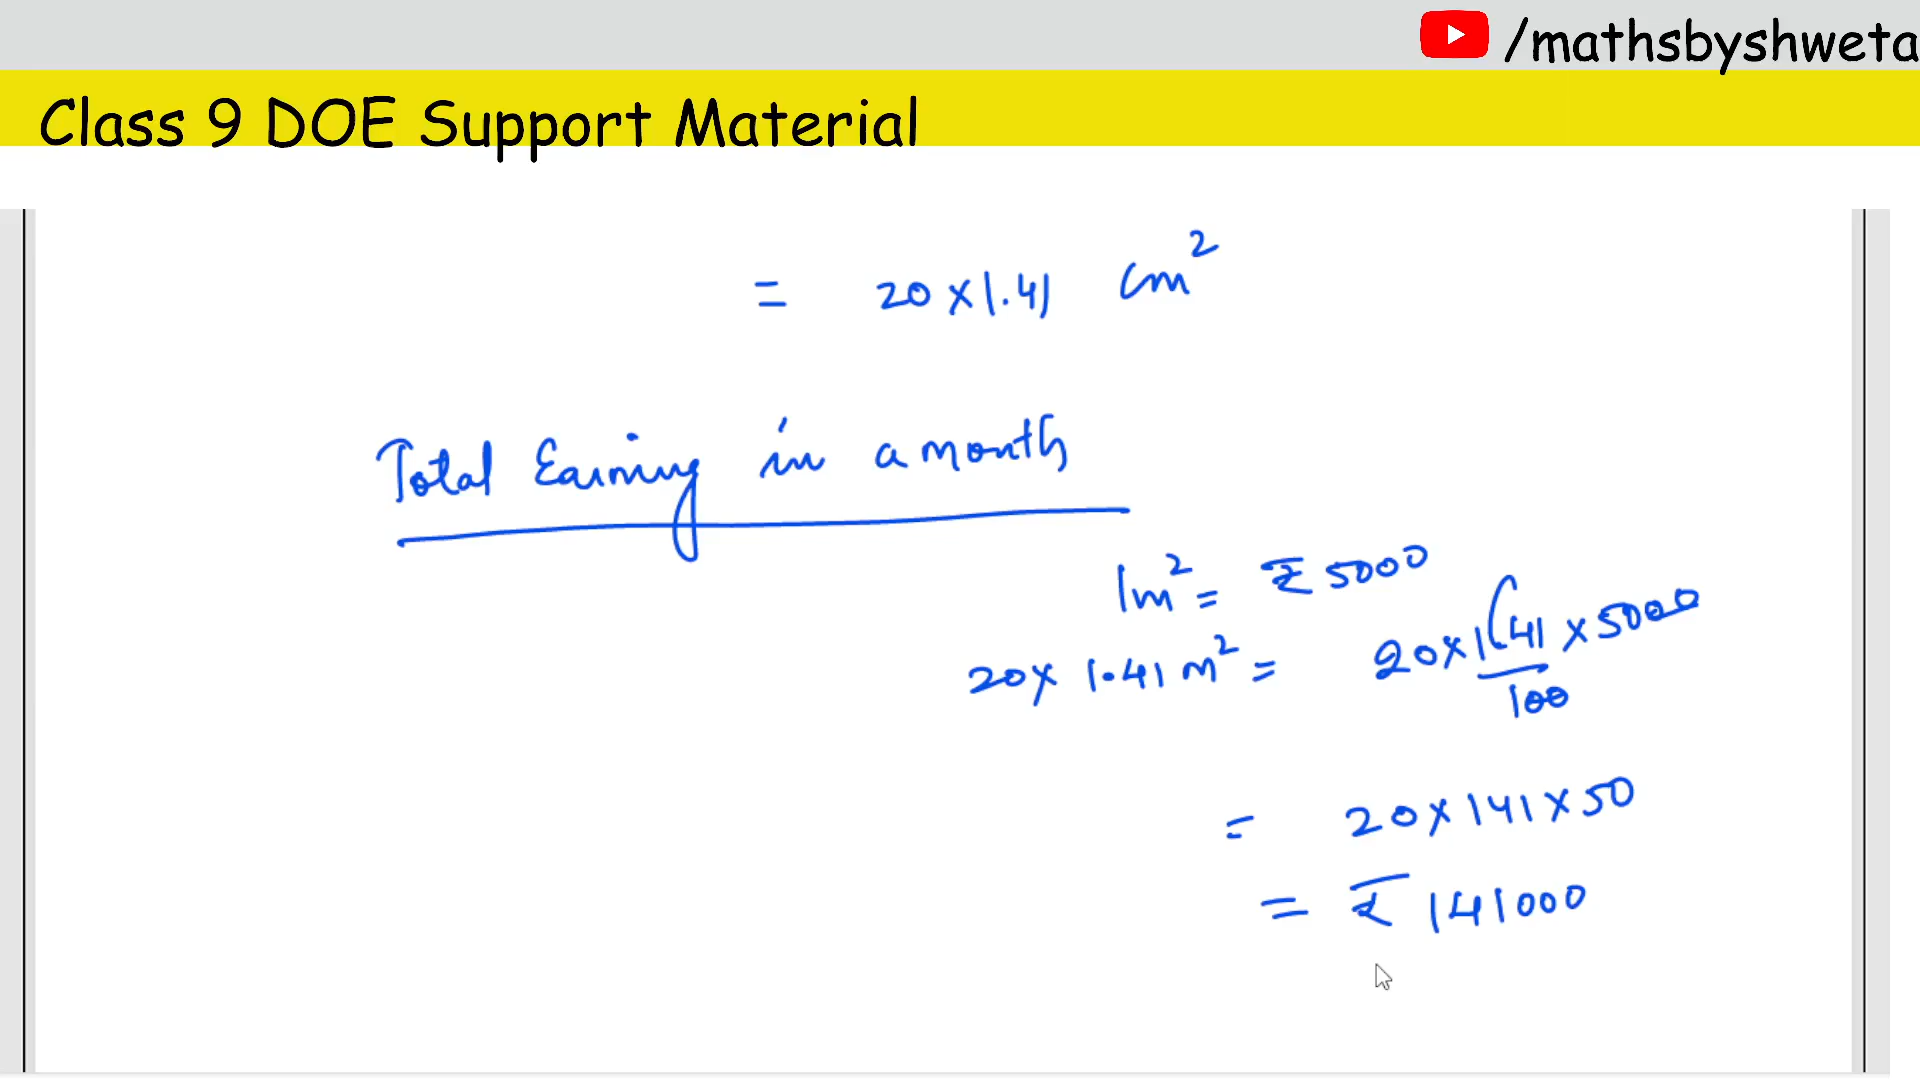 /mathsbyshweta
Class 9 DOE Support Material
= 20 × 1.41 cm²
Total Earning in a month
1m² = ₹ 5000
20 × 1.41 m² = 20 × 141 × 5000
100
= 20 × 141 × 50
= ₹ 141000